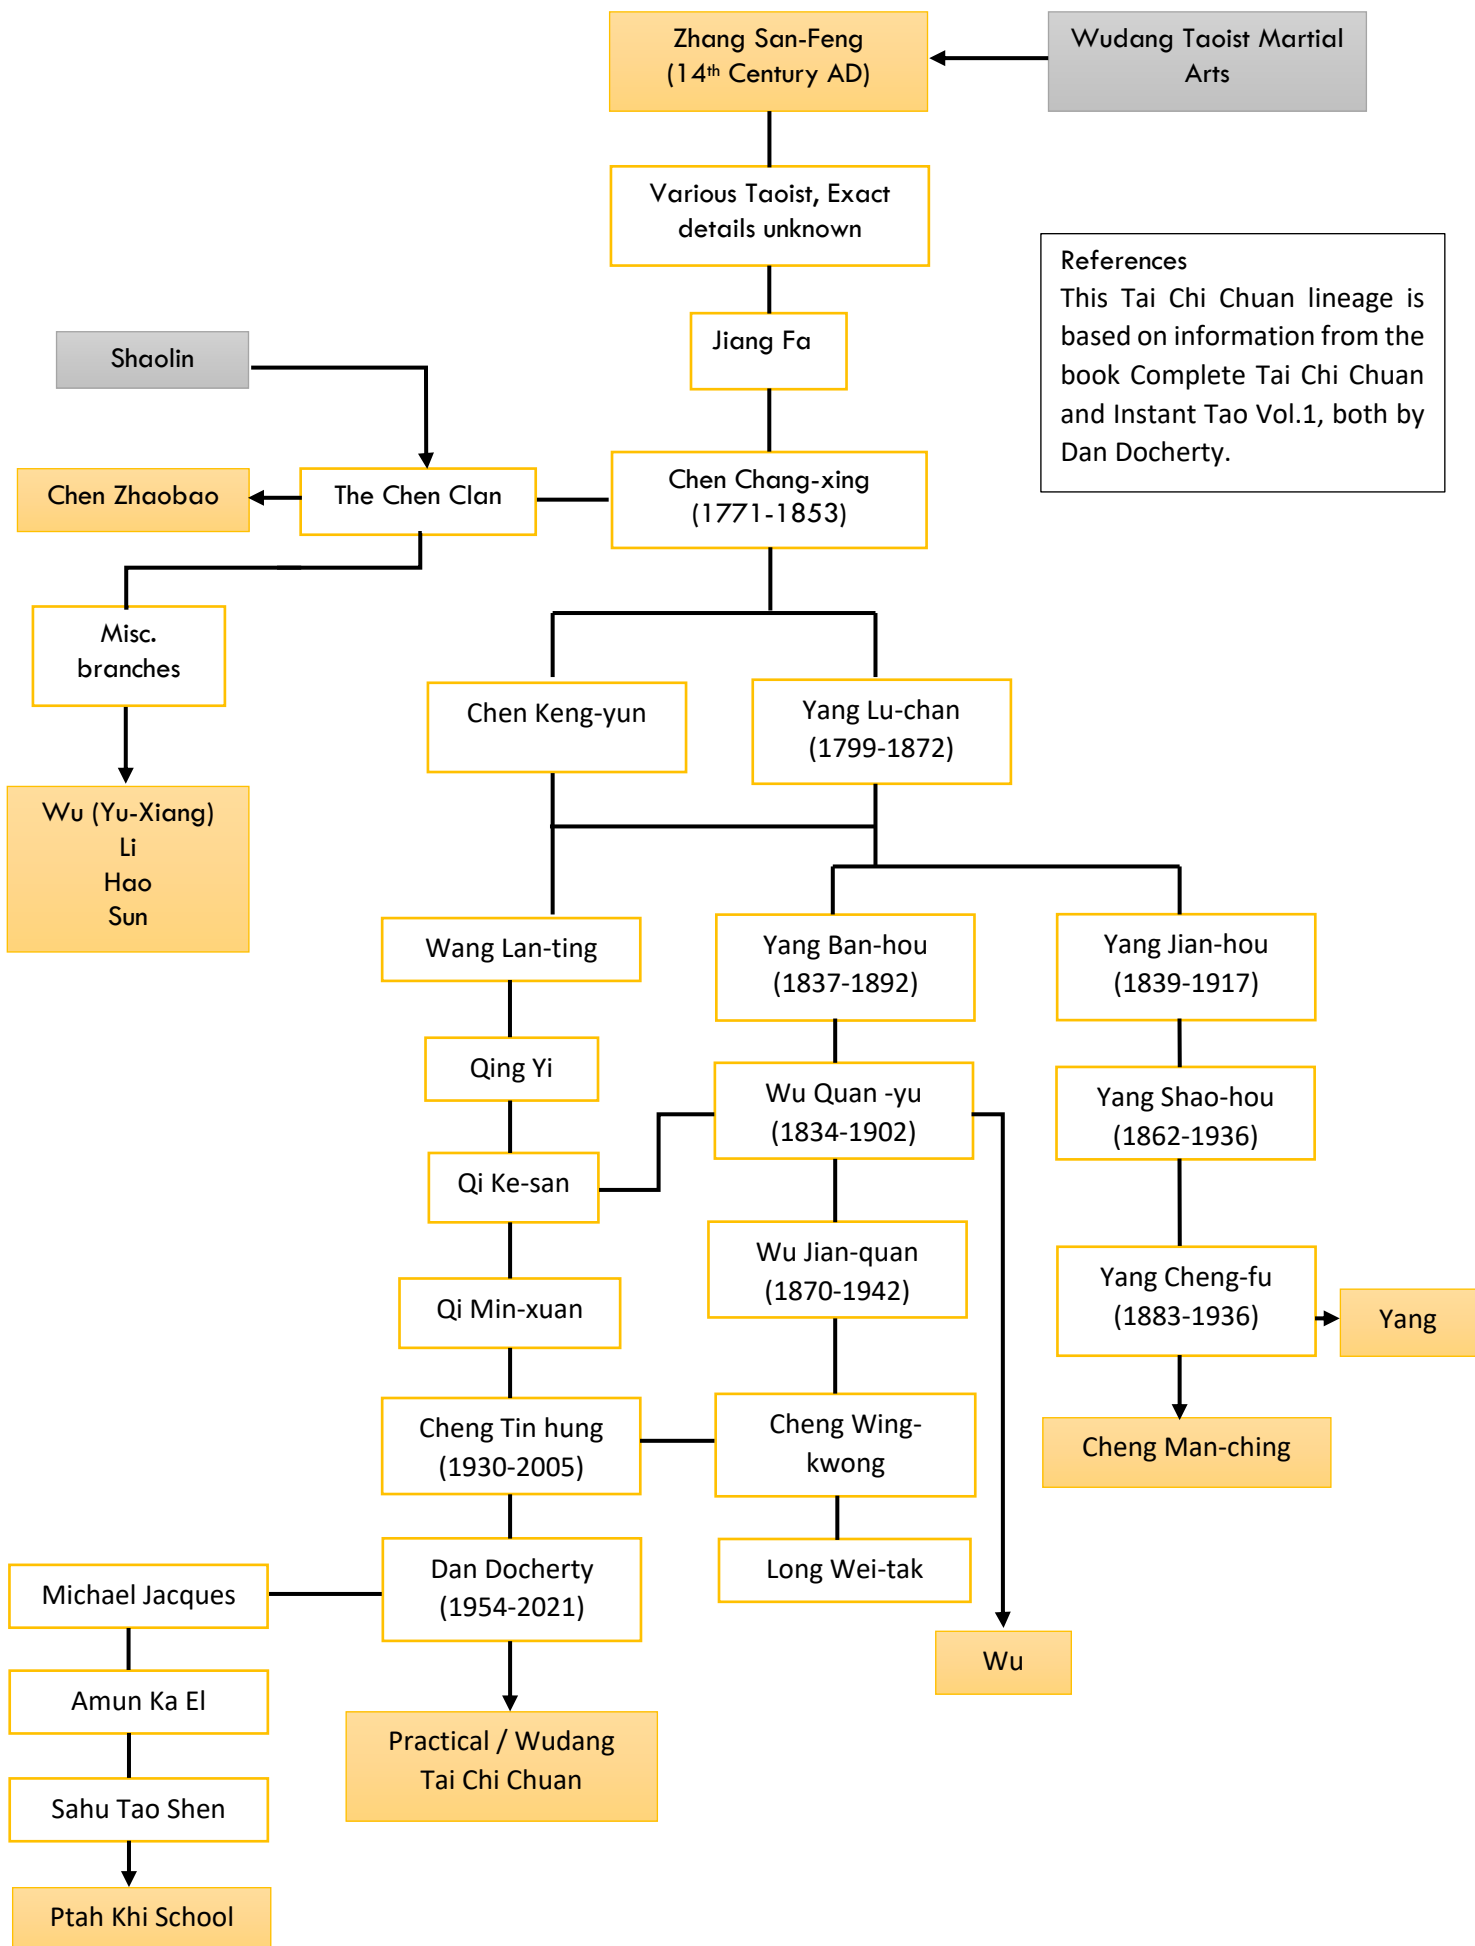 Zhang San-Feng
(14th Century AD)
Wudang Taoist Martial
Arts
Various Taoist, Exact
details unknown
References
This Tai Chi Chuan lineage is
based on information from the
book Complete Tai Chi Chuan
and Instant Tao Vol.1, both by
Dan Docherty.
Jiang Fa
Shaolin
Chen Zhaobao
The Chen Clan
Chen Chang-xing
(1771-1853)
Misc.
branches
Chen Keng-yun
Yang Lu-chan
(1799-1872)
Wu (Yu-Xiang)
Li
Hao
Sun
Wang Lan-ting
Yang Ban-hou
(1837-1892)
Yang Jian-hou
(1839-1917)
Qing Yi
Wu Quan -yu
(1834-1902)
Yang Shao-hou
(1862-1936)
Qi Ke-san
Wu Jian-quan
(1870-1942)
Yang Cheng-fu
(1883-1936)
Yang
Qi Min-xuan
Cheng Tin hung
(1930-2005)
Cheng Wing-
kwong
Cheng Man-ching
Michael Jacques
Dan Docherty
(1954-2021)
Long Wei-tak
Wu
Amun Ka El
Practical / Wudang
Tai Chi Chuan
Sahu Tao Shen
Ptah Khi School